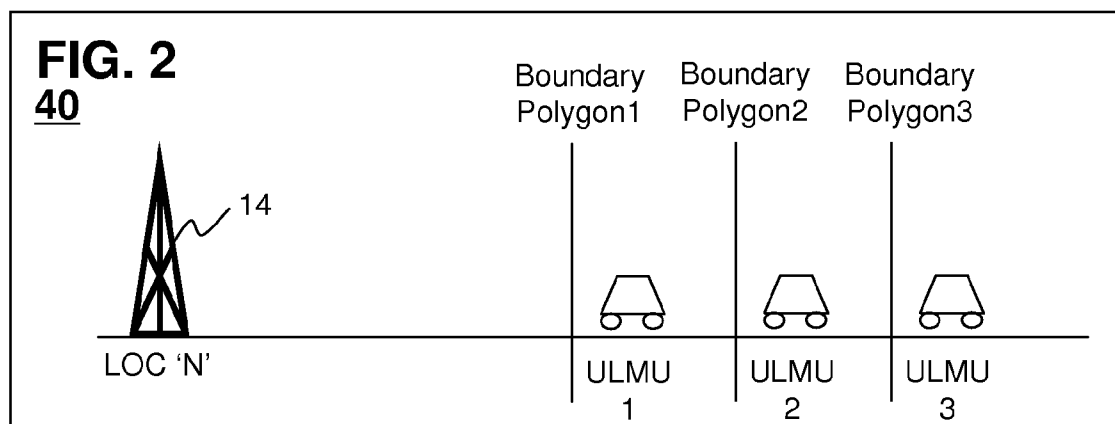 FIG. 2
40
Boundary Polygon1
Boundary Polygon2
Boundary Polygon3
14
LOC ‘N’
ULMU 1
ULMU 2
ULMU 3